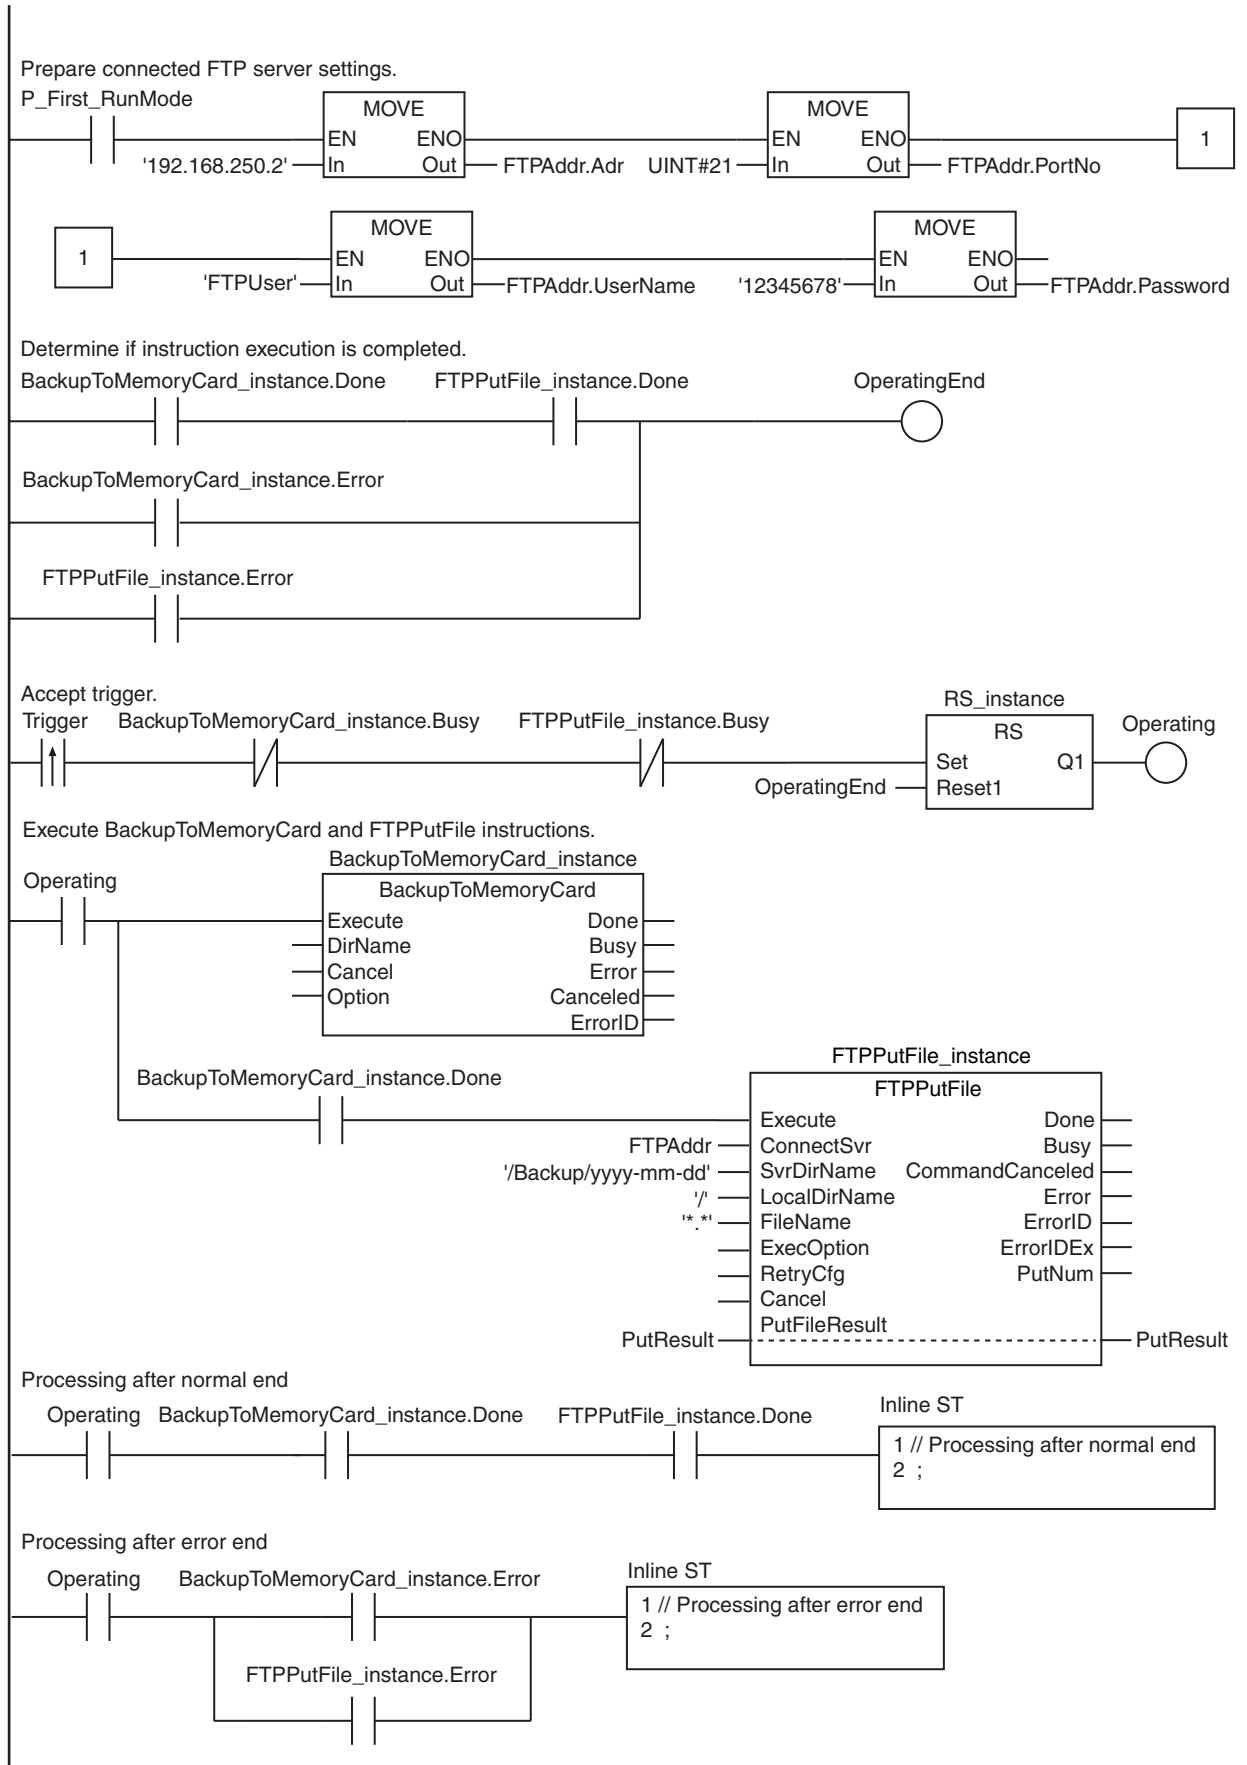 Prepare connected FTP server settings.
P_First_RunMode
MOVE
EN ENO
'192.168.250.2' In Out FTPAddr.Adr
MOVE
EN ENO
UINT#21 In Out FTPAddr.PortNo
1
1
MOVE
EN ENO
'FTPUser' In Out FTPAddr.UserName
MOVE
EN ENO
'12345678' In Out FTPAddr.Password
Determine if instruction execution is completed.
BackupToMemoryCard_instance.Done FTPPutFile_instance.Done OperatingEnd
BackupToMemoryCard_instance.Error
FTPPutFile_instance.Error
Accept trigger.
Trigger BackupToMemoryCard_instance.Busy FTPPutFile_instance.Busy
RS_instance
RS
Operating
Set Q1
OperatingEnd Reset1
Execute BackupToMemoryCard and FTPPutFile instructions.
BackupToMemoryCard_instance
Operating
BackupToMemoryCard
Execute Done
DirName Busy
Cancel Error
Option Canceled
ErrorID
FTPPutFile_instance
BackupToMemoryCard_instance.Done
FTPPutFile
Execute Done
FTPAddr ConnectSvr Busy
'/Backup/yyyy-mm-dd' SvrDirName CommandCanceled
'/' LocalDirName Error
'*.*' FileName ErrorID
ExecOption ErrorIDEx
RetryCfg PutNum
Cancel
PutFileResult
PutResult PutResult
Processing after normal end
Operating BackupToMemoryCard_instance.Done FTPPutFile_instance.Done
Inline ST
1 // Processing after normal end
2 ;
Processing after error end
Operating BackupToMemoryCard_instance.Error
Inline ST
1 // Processing after error end
2 ;
FTPPutFile_instance.Error